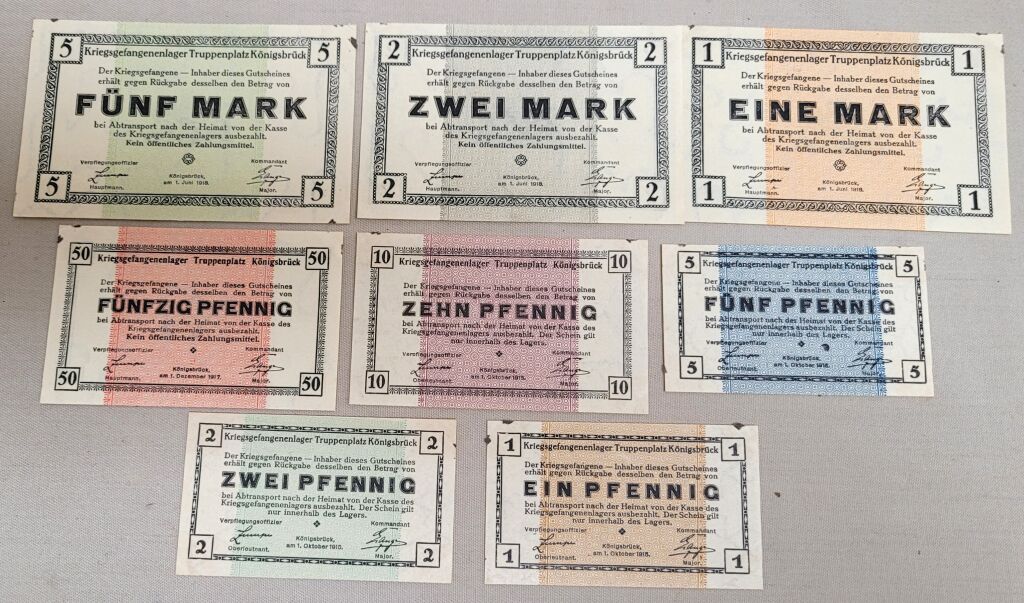 5 5
Kriegsgefangenenlager Truppenplatz Königsbrück
Der Kriegsgefangene — Inhaber dieses Gutscheines
erhält gegen Rückgabe desselben den Betrag von
FÜNF MARK
bei Abtransport nach der Heimat von der Kasse
des Kriegsgefangenenlagers ausbezahlt.
Kein öffentliches Zahlungsmittel.
Verpflegungsoffizier Kommandant
Königsbrück,
am 1. Juni 1918.
Hauptmann. Major.
5 5
2 2
Kriegsgefangenenlager Truppenplatz Königsbrück
Der Kriegsgefangene — Inhaber dieses Gutscheines
erhält gegen Rückgabe desselben den Betrag von
ZWEI MARK
bei Abtransport nach der Heimat von der Kasse
des Kriegsgefangenenlagers ausbezahlt.
Kein öffentliches Zahlungsmittel.
Verpflegungsoffizier Kommandant
Königsbrück,
am 1. Juni 1918.
Hauptmann. Major.
2 2
1 1
Kriegsgefangenenlager Truppenplatz Königsbrück
Der Kriegsgefangene — Inhaber dieses Gutscheines
erhält gegen Rückgabe desselben den Betrag von
EINE MARK
bei Abtransport nach der Heimat von der Kasse
des Kriegsgefangenenlagers ausbezahlt.
Kein öffentliches Zahlungsmittel.
Verpflegungsoffizier Kommandant
Königsbrück,
am 1. Juni 1918.
Hauptmann. Major.
1 1
50 50
Kriegsgefangenenlager Truppenplatz Königsbrück
Der Kriegsgefangene — Inhaber dieses Gutscheines
erhält gegen Rückgabe desselben den Betrag von
FÜNFZIG PFENNIG
bei Abtransport nach der Heimat von der Kasse des
Kriegsgefangenenlagers ausbezahlt.
Kein öffentliches Zahlungsmittel.
Verpflegungsoffizier Kommandant
Königsbrück,
am 1. Dezember 1917.
Hauptmann. Major.
50 50
10 10
Kriegsgefangenenlager Truppenplatz Königsbrück
Der Kriegsgefangene — Inhaber dieses Gutscheines
erhält gegen Rückgabe desselben den Betrag von
ZEHN PFENNIG
bei Abtransport nach der Heimat von der Kasse des
Kriegsgefangenenlagers ausbezahlt. Der Schein gilt
nur innerhalb des Lagers.
Verpflegungsoffizier Kommandant
Königsbrück,
am 1. Oktober 1915.
Oberleutnant. Major.
10 10
5 5
Kriegsgefangenenlager Truppenplatz Königsbrück
Der Kriegsgefangene — Inhaber dieses Gutscheines
erhält gegen Rückgabe desselben den Betrag von
FÜNF PFENNIG
bei Abtransport nach der Heimat von der Kasse des
Kriegsgefangenenlagers ausbezahlt. Der Schein gilt
nur innerhalb des Lagers.
Verpflegungsoffizier Kommandant
Königsbrück,
Oberleutnant. Major.
5 5
2 2
Kriegsgefangenenlager Truppenplatz Königsbrück
Der Kriegsgefangene — Inhaber dieses Gutscheines
erhält gegen Rückgabe desselben den Betrag von
ZWEI PFENNIG
bei Abtransport nach der Heimat von der Kasse des
Kriegsgefangenenlagers ausbezahlt. Der Schein gilt
nur innerhalb des Lagers.
Verpflegungsoffizier Kommandant
Königsbrück,
am 1. Oktober 1915.
Oberleutnant. Major.
2 2
1 1
Kriegsgefangenenlager Truppenplatz Königsbrück
Der Kriegsgefangene — Inhaber dieses Gutscheines
erhält gegen Rückgabe desselben den Betrag von
EIN PFENNIG
bei Abtransport nach der Heimat von der Kasse des
Kriegsgefangenenlagers ausbezahlt. Der Schein gilt
nur innerhalb des Lagers.
Verpflegungsoffizier Kommandant
Königsbrück,
am 1. Oktober 1915.
Oberleutnant. Major.
1 1